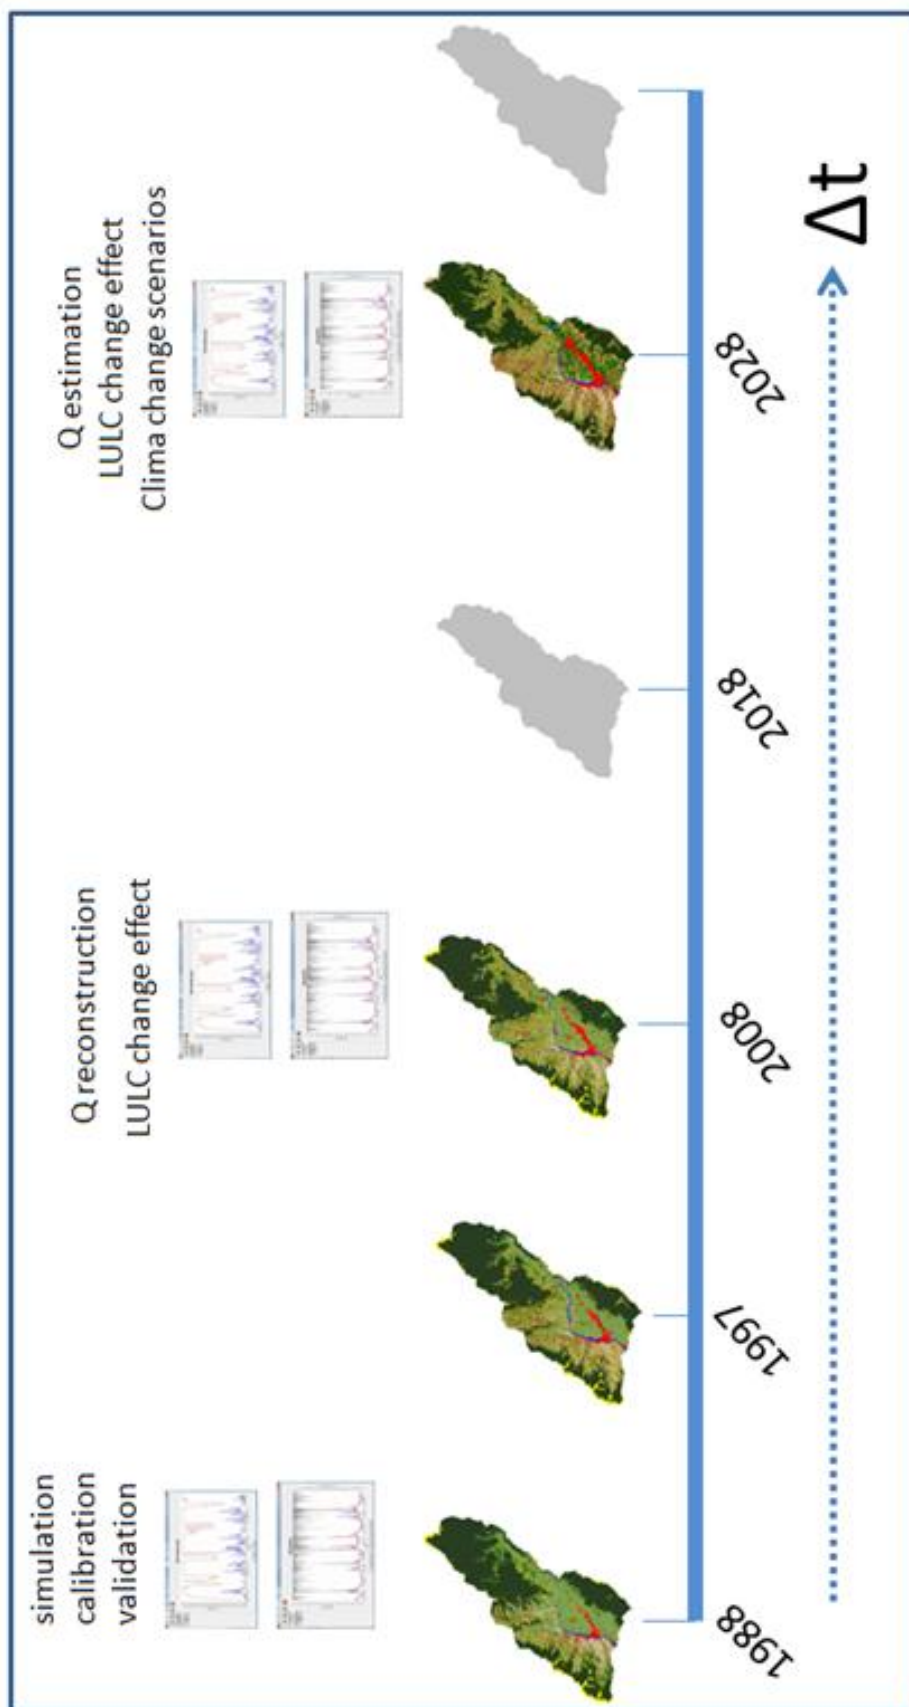 simulation
calibration
validation
Q reconstruction
LULC change effect
Q estimation
LULC change effect
Clima change scenarios
1988
1997
2008
2018
2028
Δt